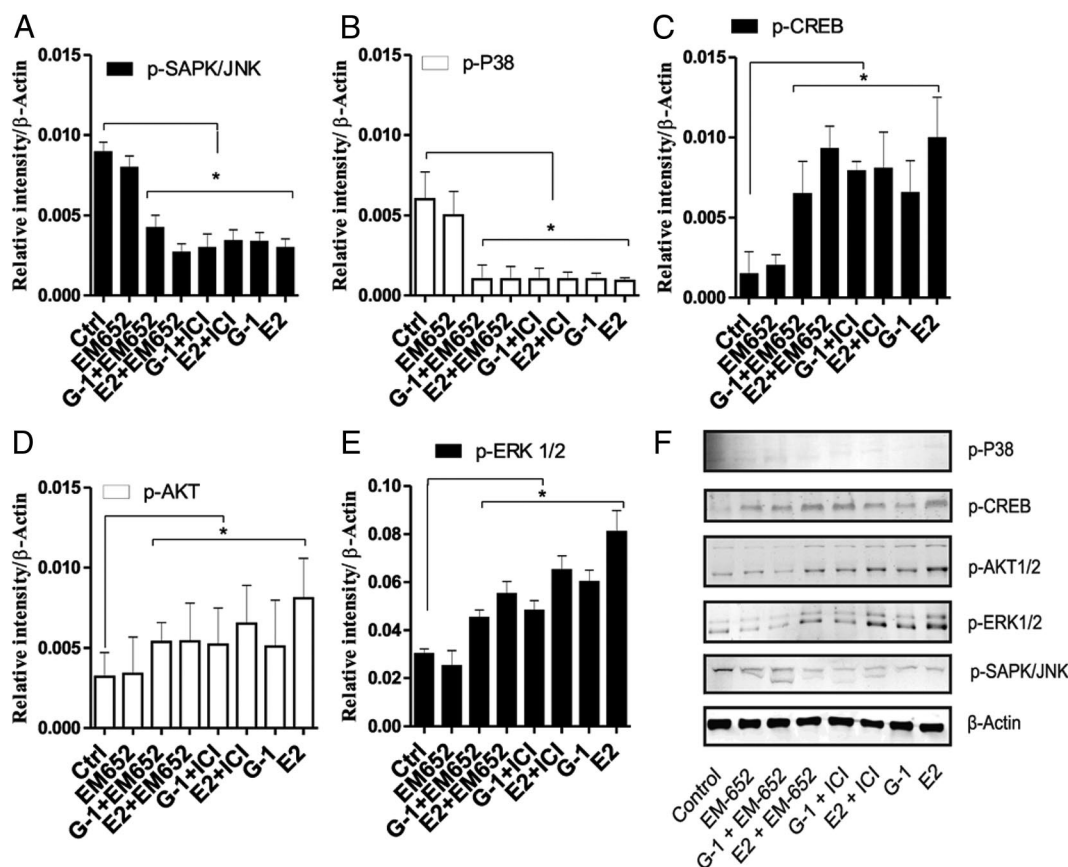 A
p-SAPK/JNK
Relative intensity/β-Actin
0.015
0.010
0.005
0.000
*
Ctrl
EM652
G-1+EM652
E2+EM652
G-1+ICI
E2+ICI
G-1
E2
B
p-P38
Relative intensity/ β-Actin
0.015
0.010
0.005
0.000
*
Ctrl
EM652
G-1+EM652
E2+EM652
G-1+ICI
E2+ICI
G-1
E2
C
p-CREB
Relative intensity/β-Actin
0.015
0.010
0.005
0.000
*
Ctrl
EM652
G-1+EM652
E2+EM652
G-1+ICI
E2+ICI
G-1
E2
D
p-AKT
Relative intensity/β-Actin
0.015
0.010
0.005
0.000
*
Ctrl
EM652
G-1+EM652
E2+EM652
G-1+ICI
E2+ICI
G-1
E2
E
p-ERK 1/2
Relative intensity/ β-Actin
0.10
0.08
0.06
0.04
0.02
0.00
*
Ctrl
EM652
G-1+EM652
E2+EM652
G-1+ICI
E2+ICI
G-1
E2
F
p-P38
p-CREB
p-AKT1/2
p-ERK1/2
p-SAPK/JNK
β-Actin
Control
EM-652
G-1 + EM-652
E2 + EM-652
G-1 + ICI
E2 + ICI
G-1
E2